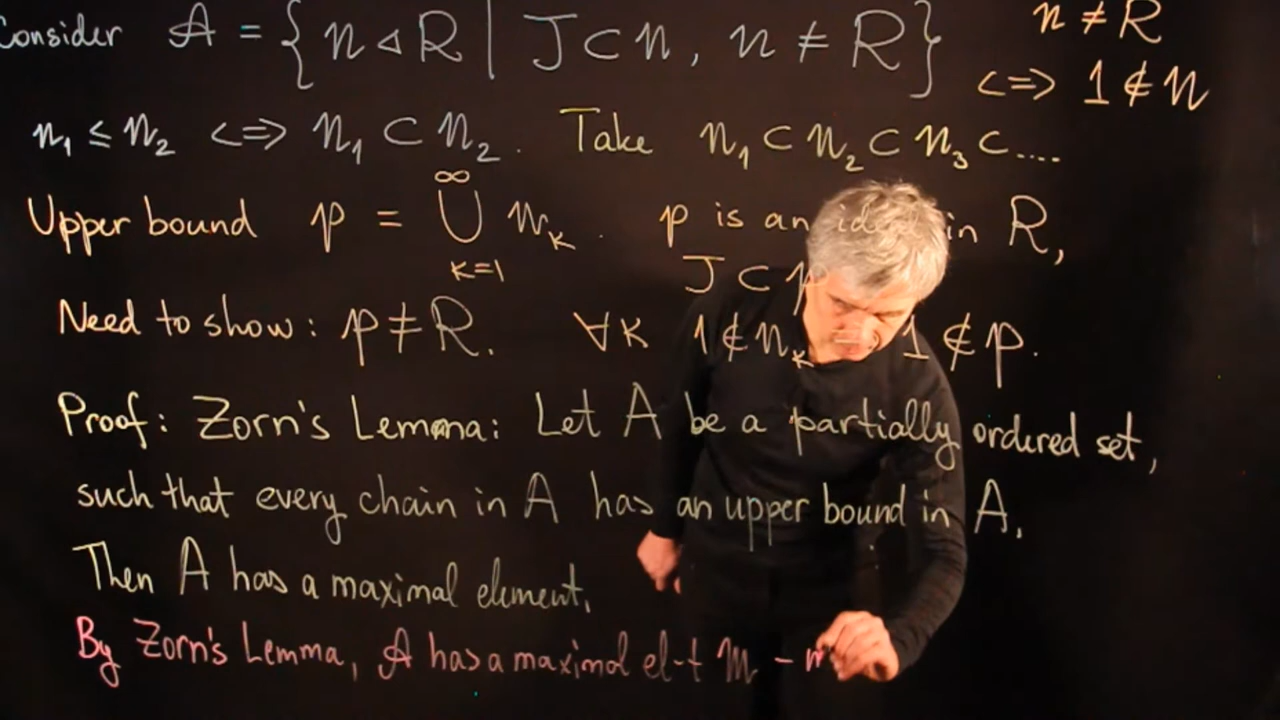 Consider 𝒜 = { n ◁ R | J ⊂ n, n ≠ R }
n ≠ R
<=> 1 ∉ n
n₁ ≤ n₂ <=> n₁ ⊂ n₂. Take n₁ ⊂ n₂ ⊂ n₃ ⊂ ....
Upper bound p = ∞ ∪ k=1 n_k. p is an ideal in R,
J ⊂ p
Need to show: p ≠ R. ∀k 1 ∉ n_k 1 ∉ p.
Proof: Zorn's Lemma: Let A be a partially ordered set,
such that every chain in A has an upper bound in A.
Then A has a maximal element.
By Zorn's Lemma, 𝒜 has a maximal el-t m -